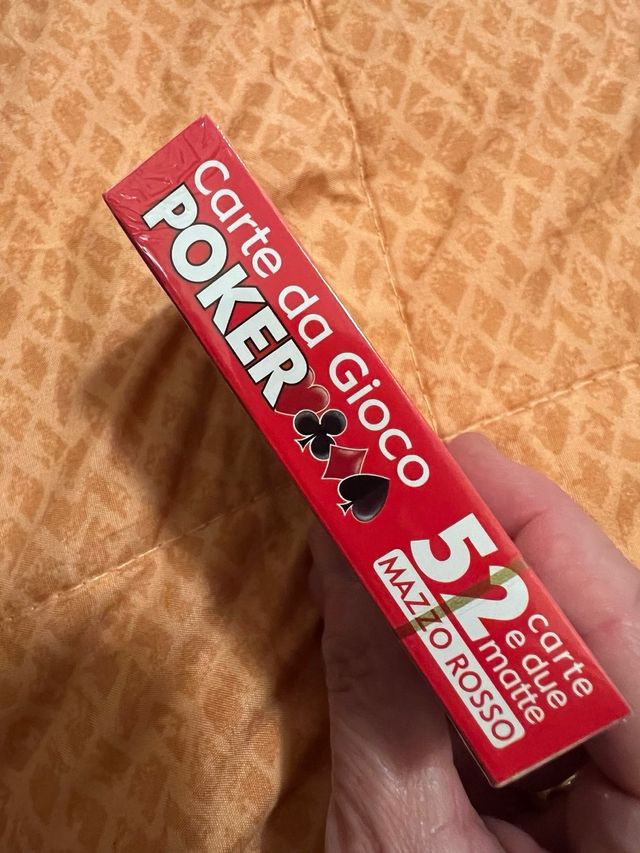 Carte da Gioco
POKER
52
carte
e due
matte
MAZZO ROSSO